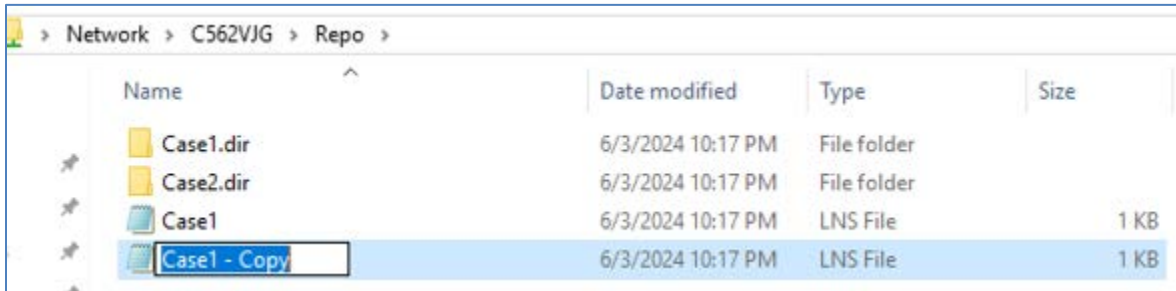 Network > C562VJG > Repo >
Name Date modified Type Size
Case1.dir 6/3/2024 10:17 PM File folder
Case2.dir 6/3/2024 10:17 PM File folder
Case1 6/3/2024 10:17 PM LNS File 1 KB
Case1 - Copy 6/3/2024 10:17 PM LNS File 1 KB